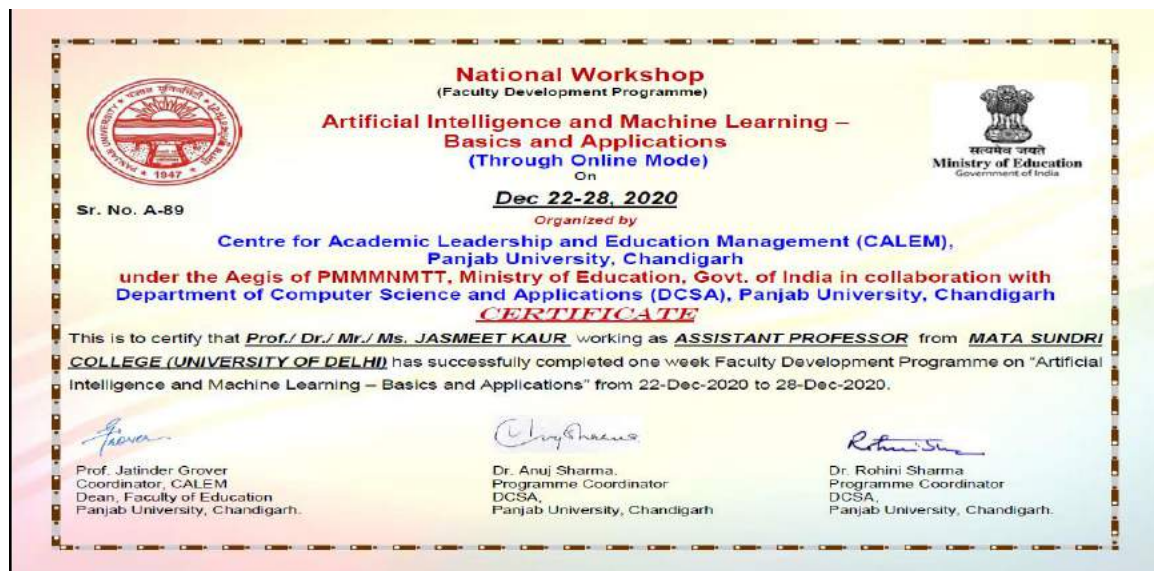 National Workshop
(Faculty Development Programme)
Artificial Intelligence and Machine Learning –
Basics and Applications
(Through Online Mode)
On
Dec 22-28, 2020
PANJAB UNIVERSITY
1947
सत्यमेव जयते
Ministry of Education
Government of India
Sr. No. A-89
Organized by
Centre for Academic Leadership and Education Management (CALEM),
Panjab University, Chandigarh
under the Aegis of PMMMNMTT, Ministry of Education, Govt. of India in collaboration with
Department of Computer Science and Applications (DCSA), Panjab University, Chandigarh
CERTIFICATE
This is to certify that Prof./ Dr./ Mr./ Ms. JASMEET KAUR working as ASSISTANT PROFESSOR from MATA SUNDRI
COLLEGE (UNIVERSITY OF DELHI) has successfully completed one week Faculty Development Programme on "Artificial
Intelligence and Machine Learning – Basics and Applications" from 22-Dec-2020 to 28-Dec-2020.
Prof. Jatinder Grover
Coordinator, CALEM
Dean, Faculty of Education
Panjab University, Chandigarh.
Dr. Anuj Sharma.
Programme Coordinator
DCSA,
Panjab University, Chandigarh
Dr. Rohini Sharma
Programme Coordinator
DCSA,
Panjab University, Chandigarh.